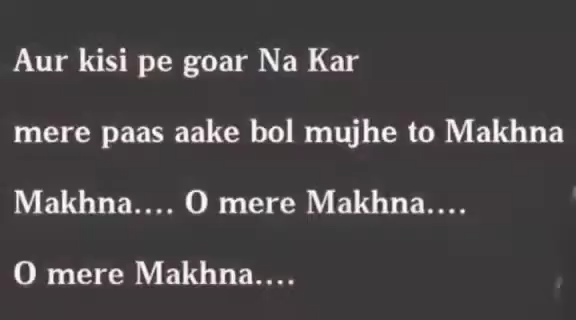 Aur kisi pe goar Na Kar
mere paas aake bol mujhe to Makhna
Makhna.... O mere Makhna....
O mere Makhna....